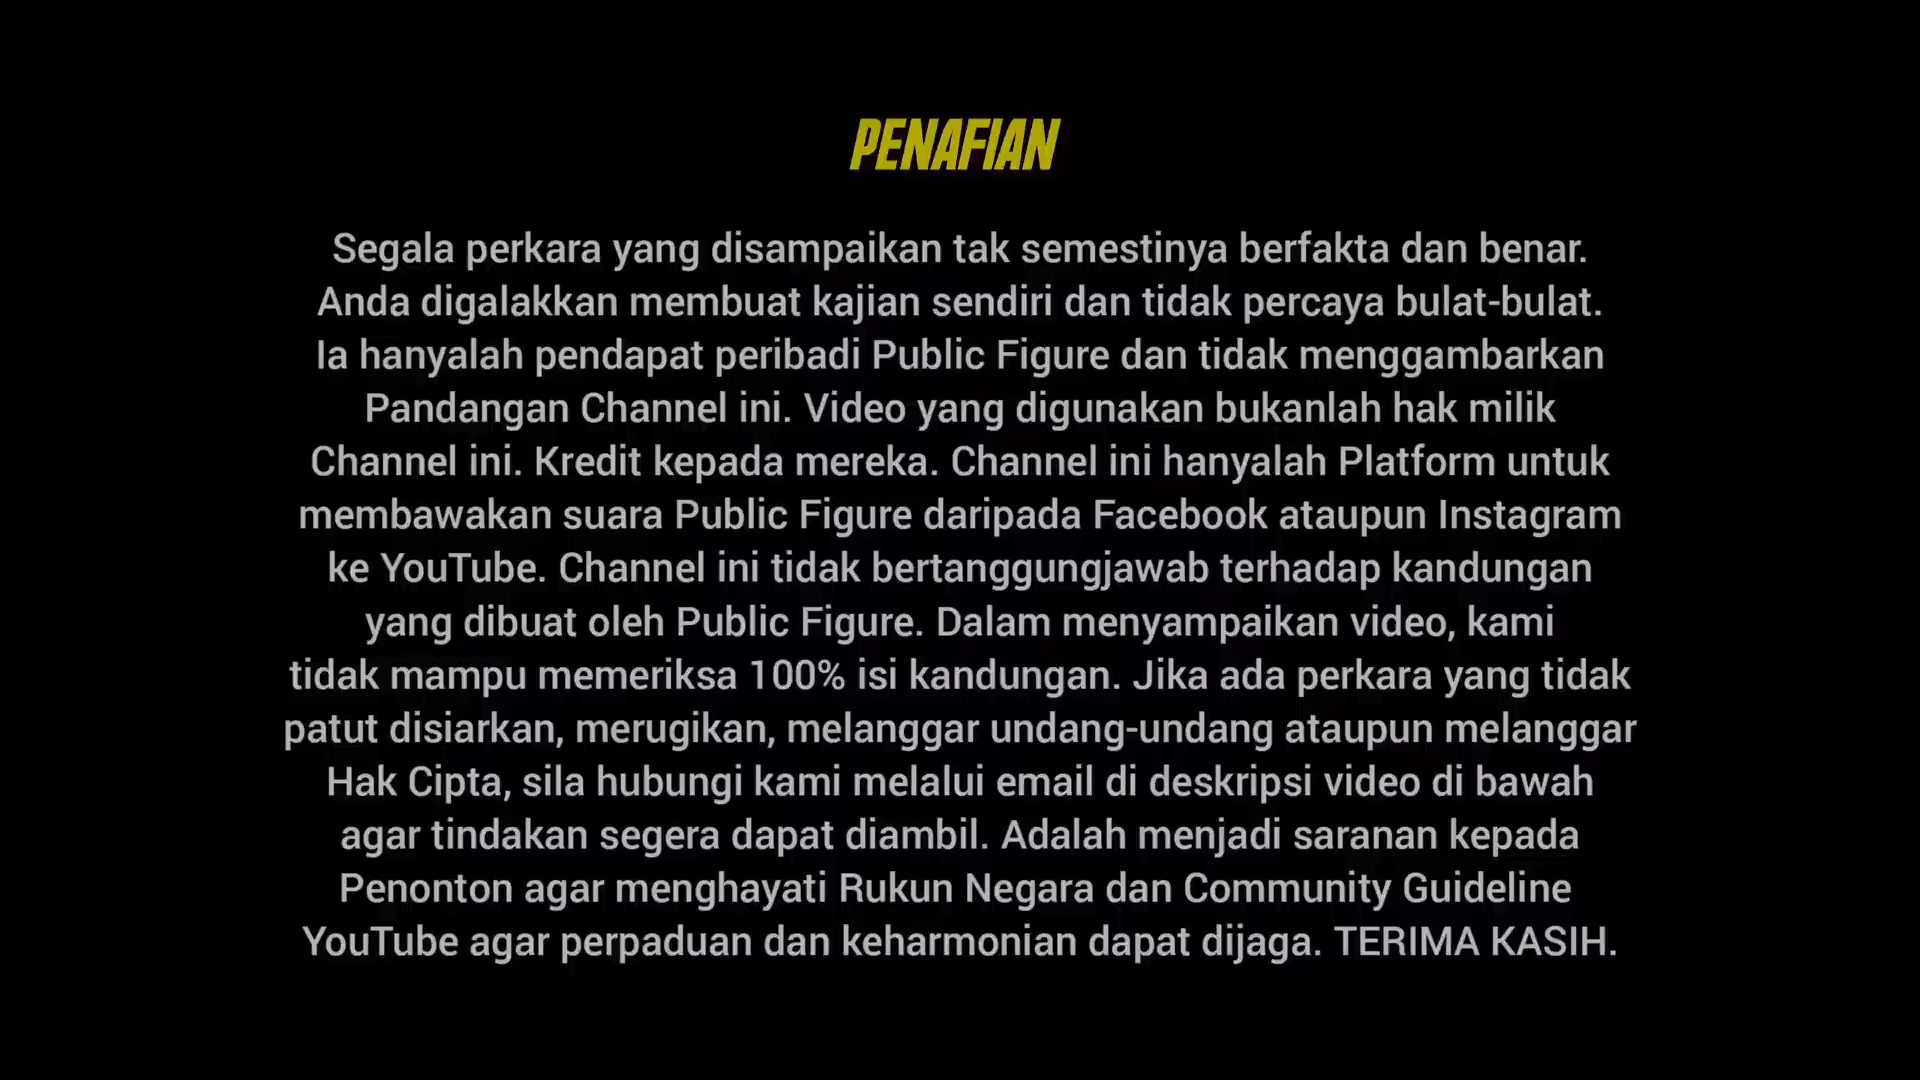 PENAFIAN
Segala perkara yang disampaikan tak semestinya berfakta dan benar.
Anda digalakkan membuat kajian sendiri dan tidak percaya bulat-bulat.
Ia hanyalah pendapat peribadi Public Figure dan tidak menggambarkan
Pandangan Channel ini. Video yang digunakan bukanlah hak milik
Channel ini. Kredit kepada mereka. Channel ini hanyalah Platform untuk
membawakan suara Public Figure daripada Facebook ataupun Instagram
ke YouTube. Channel ini tidak bertanggungjawab terhadap kandungan
yang dibuat oleh Public Figure. Dalam menyampaikan video, kami
tidak mampu memeriksa 100% isi kandungan. Jika ada perkara yang tidak
patut disiarkan, merugikan, melanggar undang-undang ataupun melanggar
Hak Cipta, sila hubungi kami melalui email di deskripsi video di bawah
agar tindakan segera dapat diambil. Adalah menjadi saranan kepada
Penonton agar menghayati Rukun Negara dan Community Guideline
YouTube agar perpaduan dan keharmonian dapat dijaga. TERIMA KASIH.